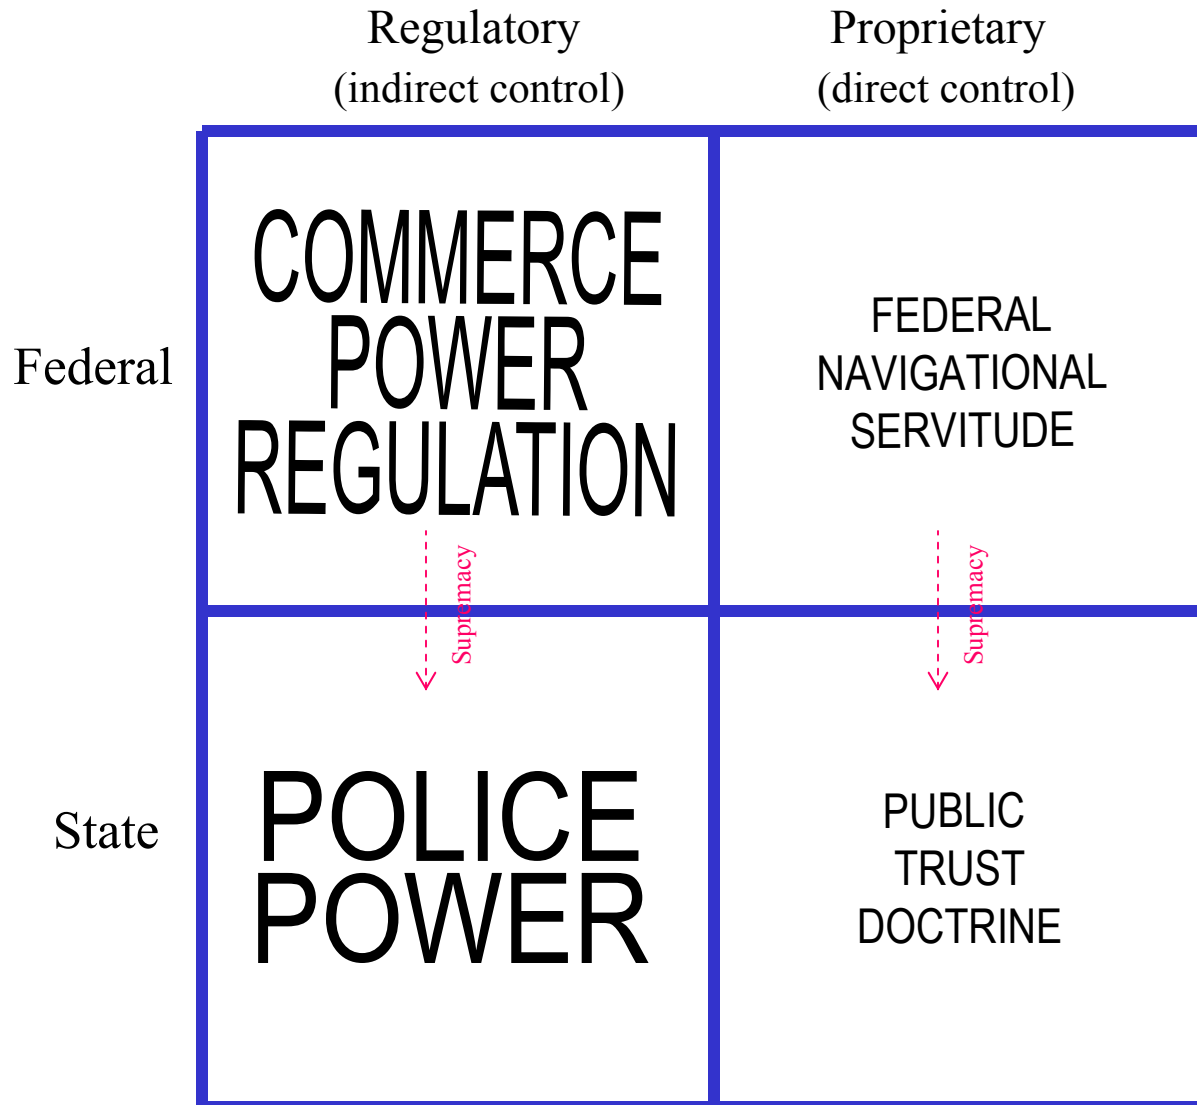 Regulatory
(indirect control)
Proprietary
(direct control)
Federal
COMMERCE
POWER
REGULATION
FEDERAL
NAVIGATIONAL
SERVITUDE
Supremacy
Supremacy
State
POLICE
POWER
PUBLIC
TRUST
DOCTRINE